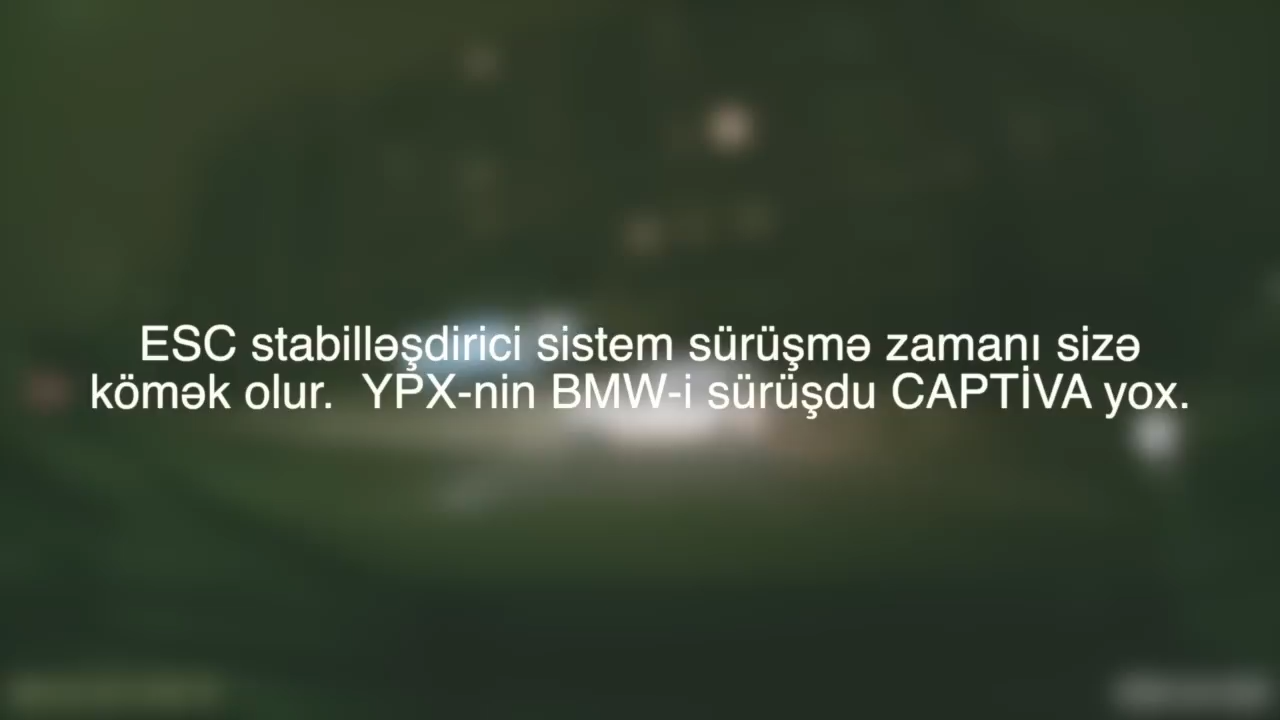 ESC stabilləşdirici sistem sürüşmə zamanı sizə
kömək olur.  YPX-nin BMW-i sürüşdu CAPTİVA yox.